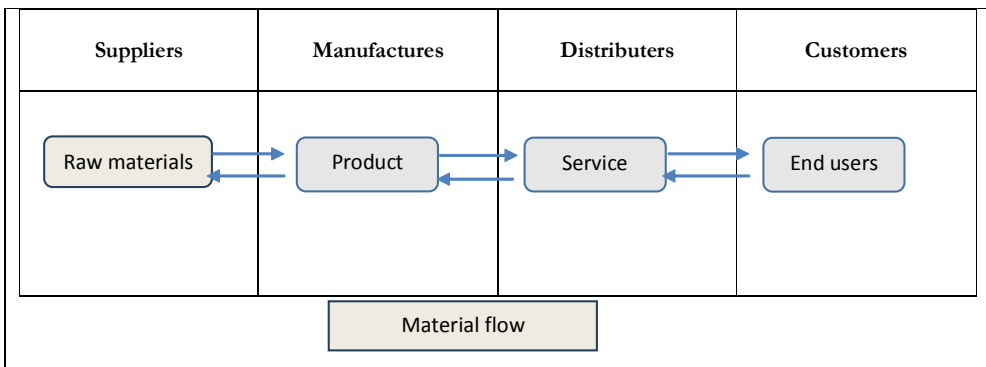 Suppliers
Manufactures
Distributers
Customers
Raw materials
Product
Service
End users
Material flow